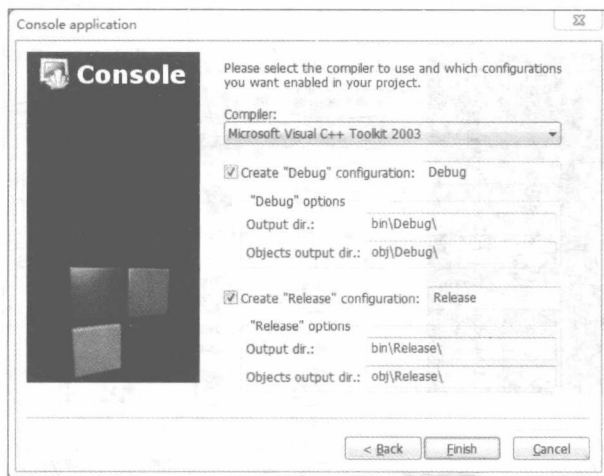 Console application
Console
Please select the compiler to use and which configurations
you want enabled in your project.
Compiler:
Microsoft Visual C++ Toolkit 2003
Create "Debug" configuration: Debug
"Debug" options
Output dir.: bin\Debug\
Objects output dir.: obj\Debug\
Create "Release" configuration: Release
"Release" options
Output dir.: bin\Release\
Objects output dir.: obj\Release\
< Back Finish Cancel